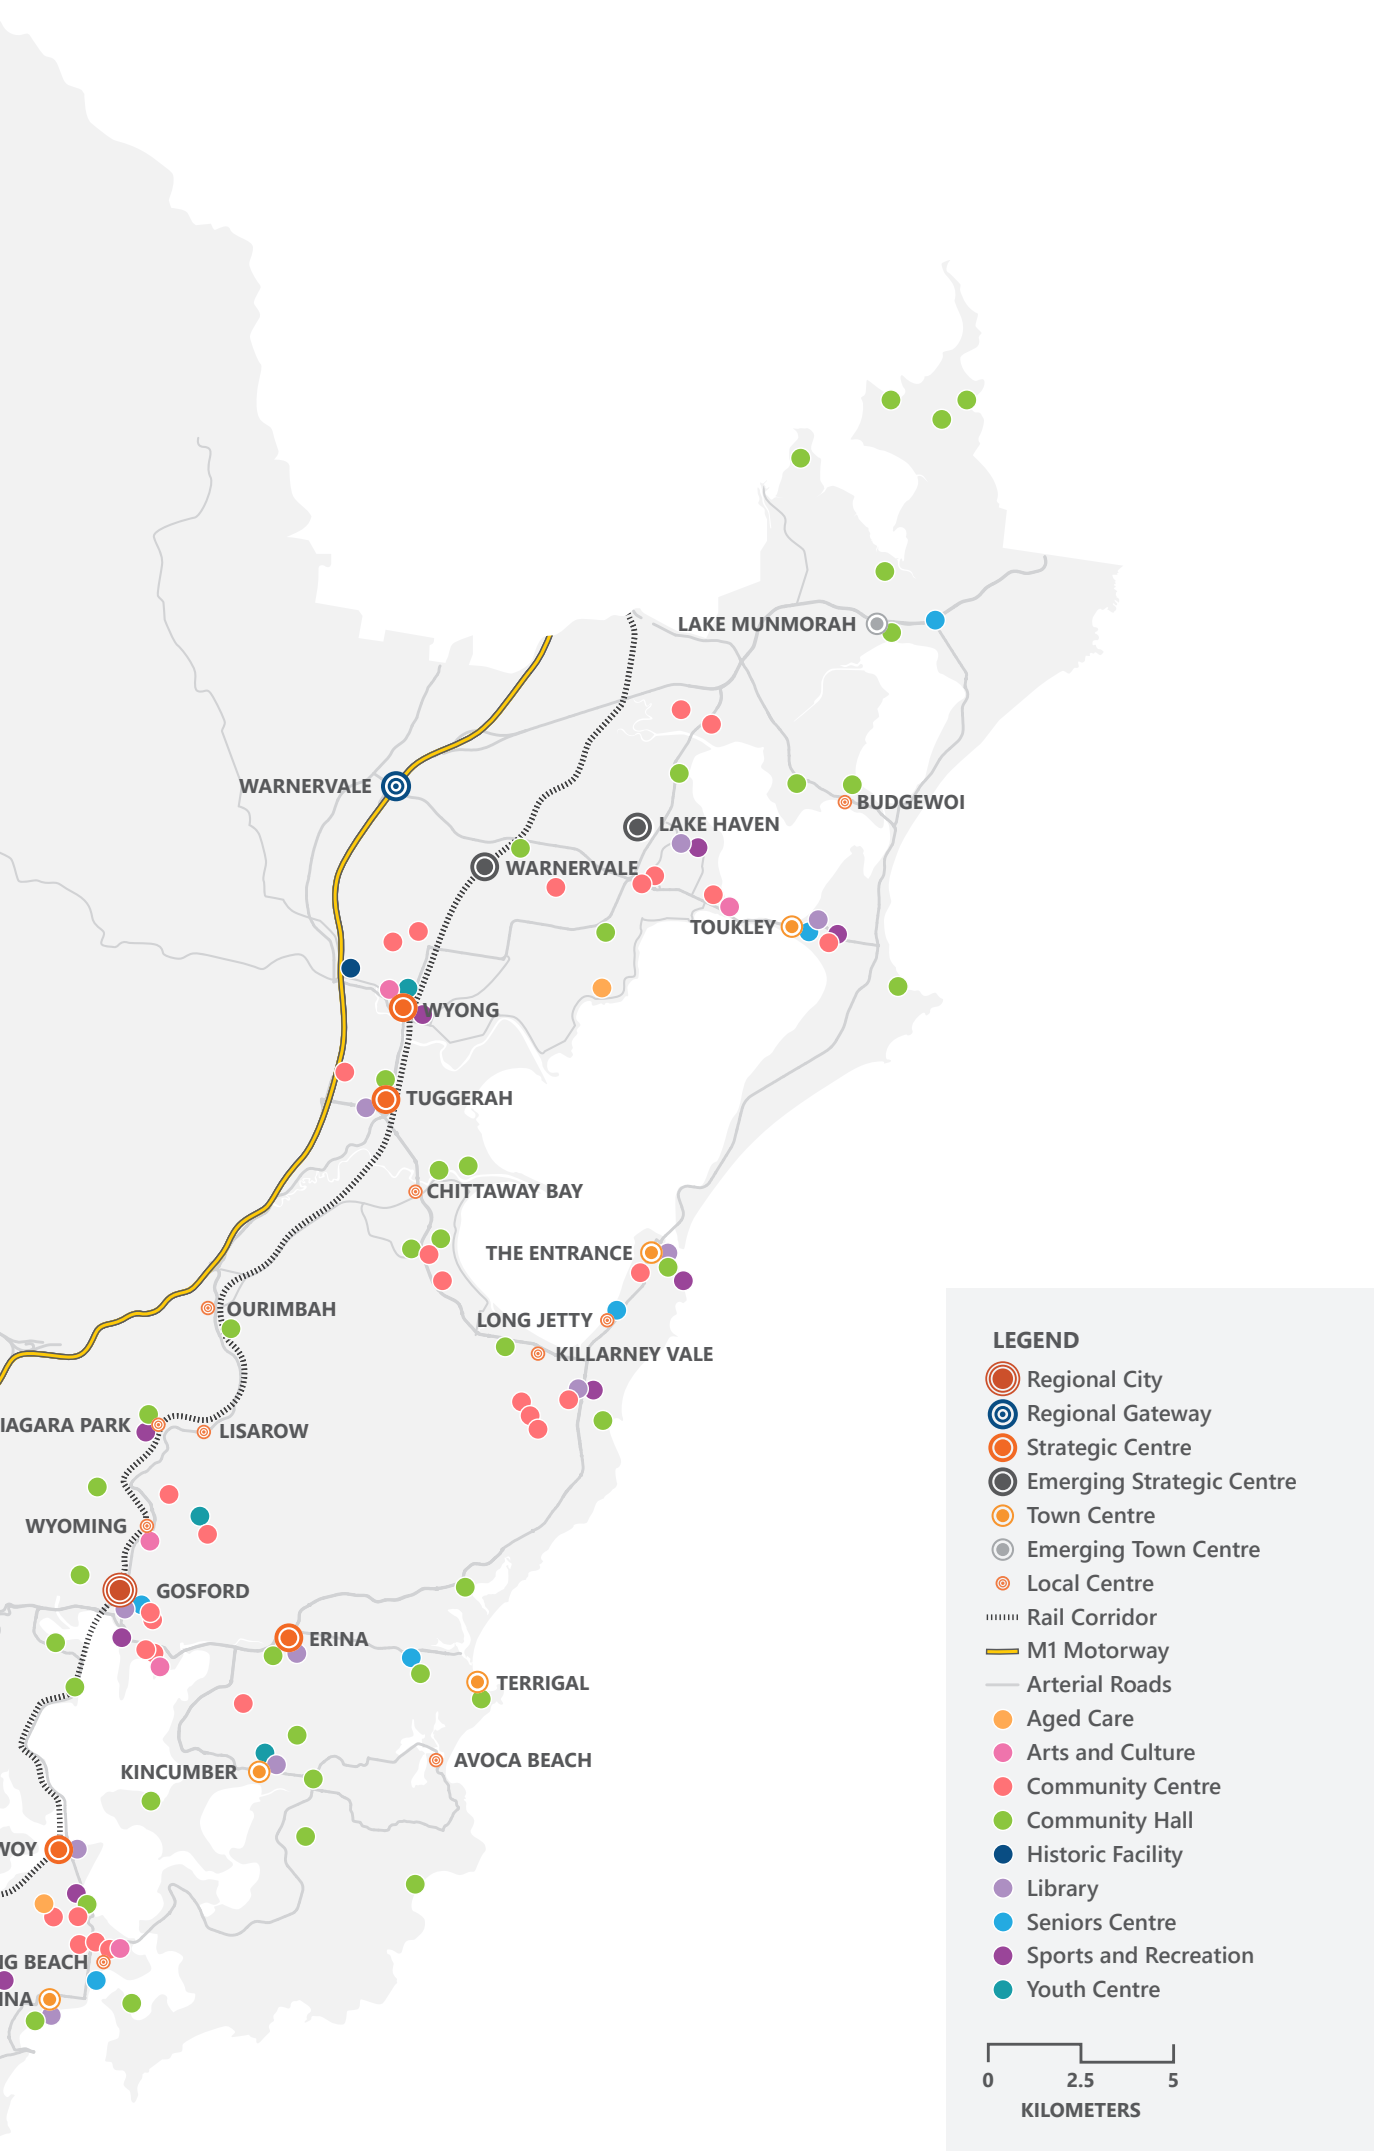 LAKE MUNMORAH
WARNERVALE
BUDGEWOI
LAKE HAVEN
WARNERVALE
TOUKLEY
WYONG
TUGGERAH
CHITTAWAY BAY
THE ENTRANCE
OURIMBAH
LONG JETTY
KILLARNEY VALE
IAGARA PARK
LISAROW
WYOMING
GOSFORD
ERINA
TERRIGAL
AVOCA BEACH
KINCUMBER
WOY
NG BEACH
INA
LEGEND
Regional City
Regional Gateway
Strategic Centre
Emerging Strategic Centre
Town Centre
Emerging Town Centre
Local Centre
Rail Corridor
M1 Motorway
Arterial Roads
Aged Care
Arts and Culture
Community Centre
Community Hall
Historic Facility
Library
Seniors Centre
Sports and Recreation
Youth Centre
0 2.5 5
KILOMETERS